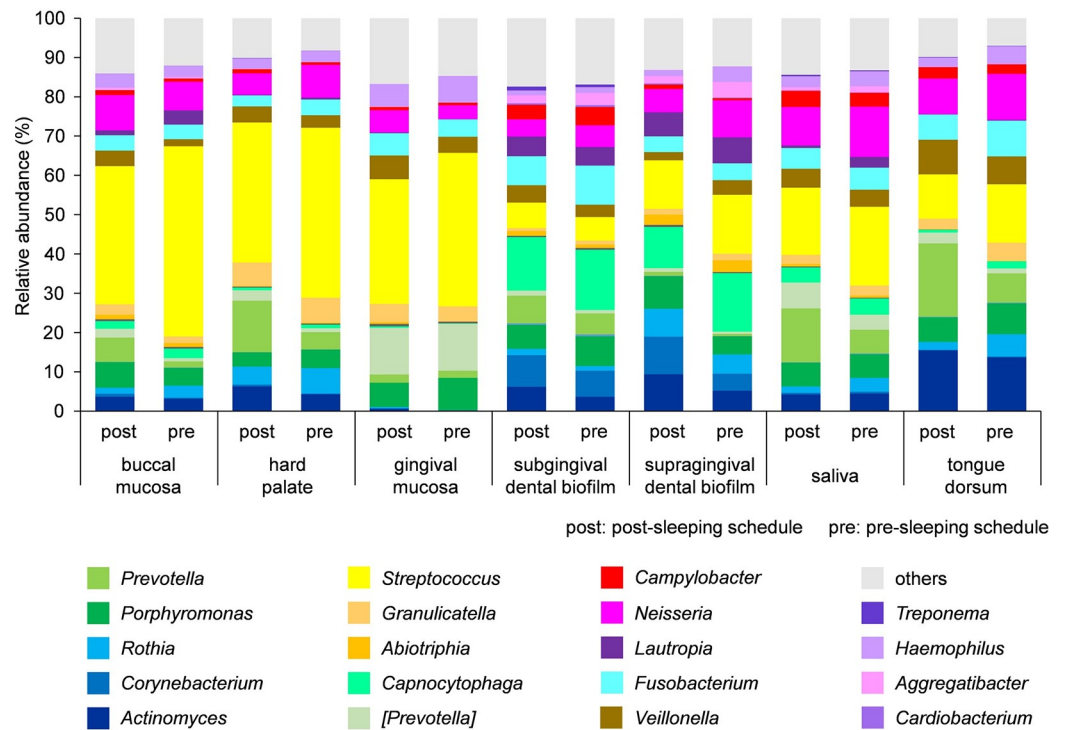 Relative abundance (%)
100
90
80
70
60
50
40
30
20
10
0
post pre post pre post pre post pre post pre post pre post pre
buccal mucosa
hard palate
gingival mucosa
subgingival dental biofilm
supragingival dental biofilm
saliva
tongue dorsum
post: post-sleeping schedule pre: pre-sleeping schedule
Prevotella Streptococcus Campylobacter others
Porphyromonas Granulicatella Neisseria Treponema
Rothia Abiotriphia Lautropia Haemophilus
Corynebacterium Capnocytophaga Fusobacterium Aggregatibacter
Actinomyces [Prevotella] Veillonella Cardiobacterium